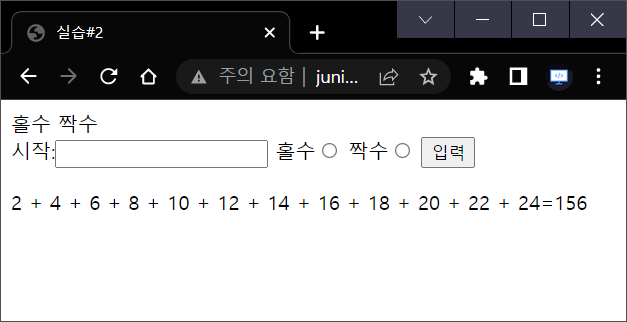 실습#2
주의 요함 | juni...
홀수 짝수
시작: 홀수 짝수 입력
2 + 4 + 6 + 8 + 10 + 12 + 14 + 16 + 18 + 20 + 22 + 24=156